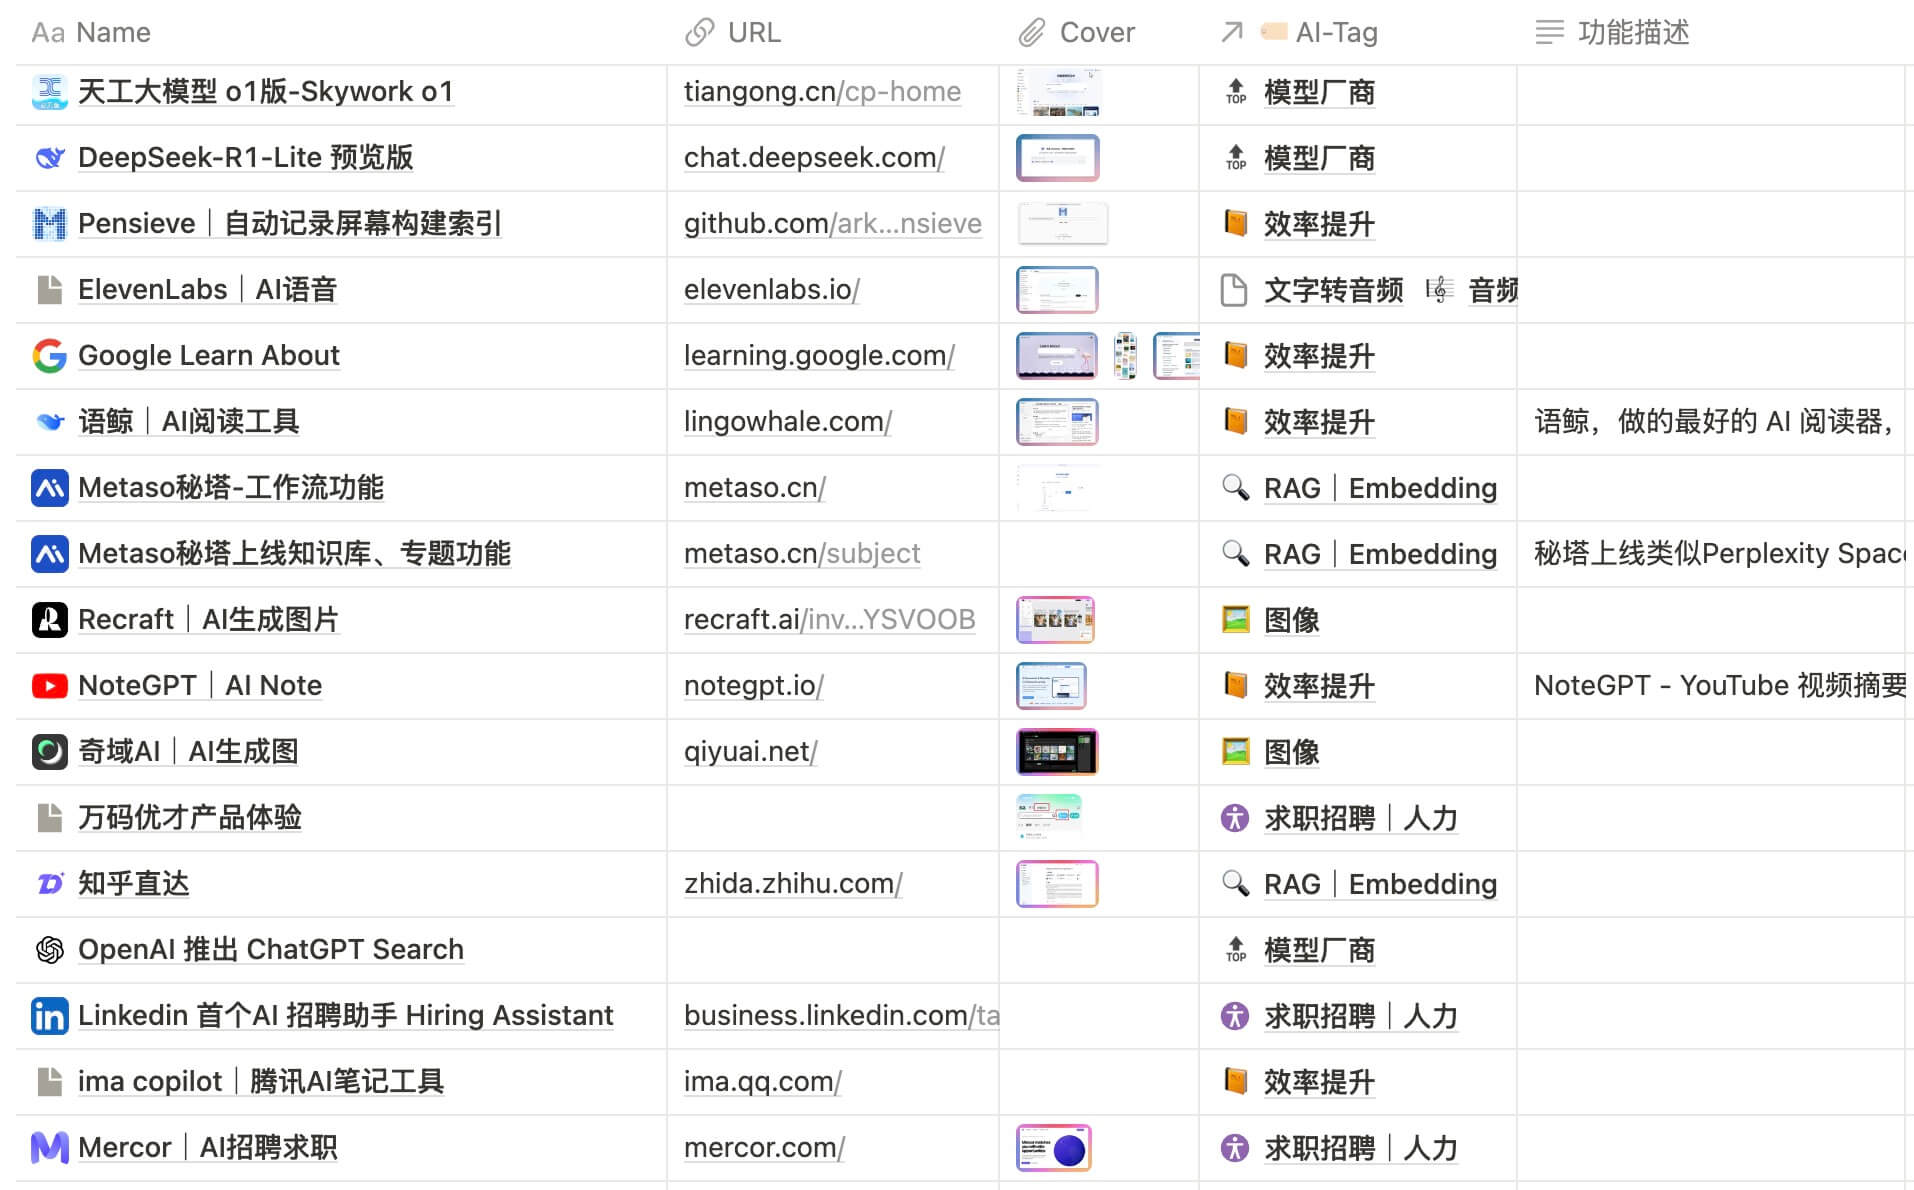 Aa Name URL Cover AI-Tag 功能描述
天工大模型 o1版-Skywork o1 tiangong.cn/cp-home TOP 模型厂商
DeepSeek-R1-Lite 预览版 chat.deepseek.com/ TOP 模型厂商
Pensieve｜自动记录屏幕构建索引 github.com/ark...nsieve 效率提升
ElevenLabs｜AI语音 elevenlabs.io/ 文字转音频 音频
Google Learn About learning.google.com/ 效率提升
语鲸｜AI阅读工具 lingowhale.com/ 效率提升 语鲸，做的最好的 AI 阅读器，
Metaso秘塔-工作流功能 metaso.cn/ RAG｜Embedding
Metaso秘塔上线知识库、专题功能 metaso.cn/subject RAG｜Embedding 秘塔上线类似Perplexity Spac
Recraft｜AI生成图片 recraft.ai/inv...YSVOOB 图像
NoteGPT｜AI Note notegpt.io/ 效率提升 NoteGPT - YouTube 视频摘要
奇域AI｜AI生成图 qiyuai.net/ 图像
万码优才产品体验 求职招聘｜人力
知乎直达 zhida.zhihu.com/ RAG｜Embedding
OpenAI 推出 ChatGPT Search TOP 模型厂商
Linkedin 首个AI 招聘助手 Hiring Assistant business.linkedin.com/ta 求职招聘｜人力
ima copilot｜腾讯AI笔记工具 ima.qq.com/ 效率提升
Mercor｜AI招聘求职 mercor.com/ 求职招聘｜人力